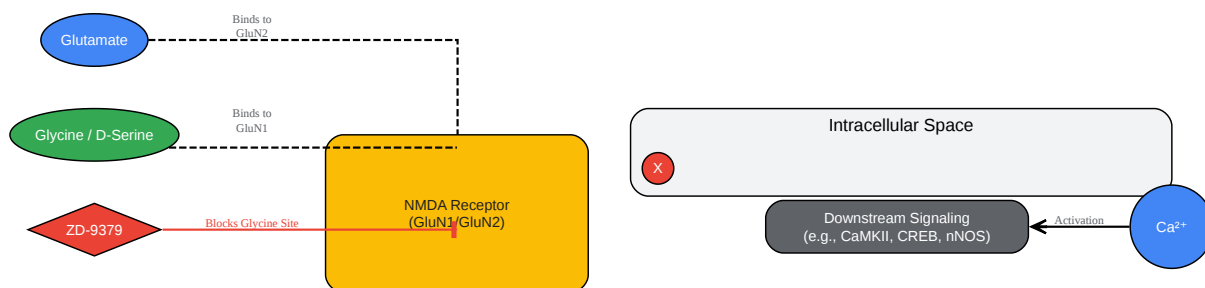 Binds to
GluN2
Glutamate
Binds to
GluN1
Glycine / D-Serine
Intracellular Space
X
NMDA Receptor
(GluN1/GluN2)
Blocks Glycine Site
ZD-9379
Downstream Signaling
(e.g., CaMKII, CREB, nNOS)
Activation
Ca²⁺